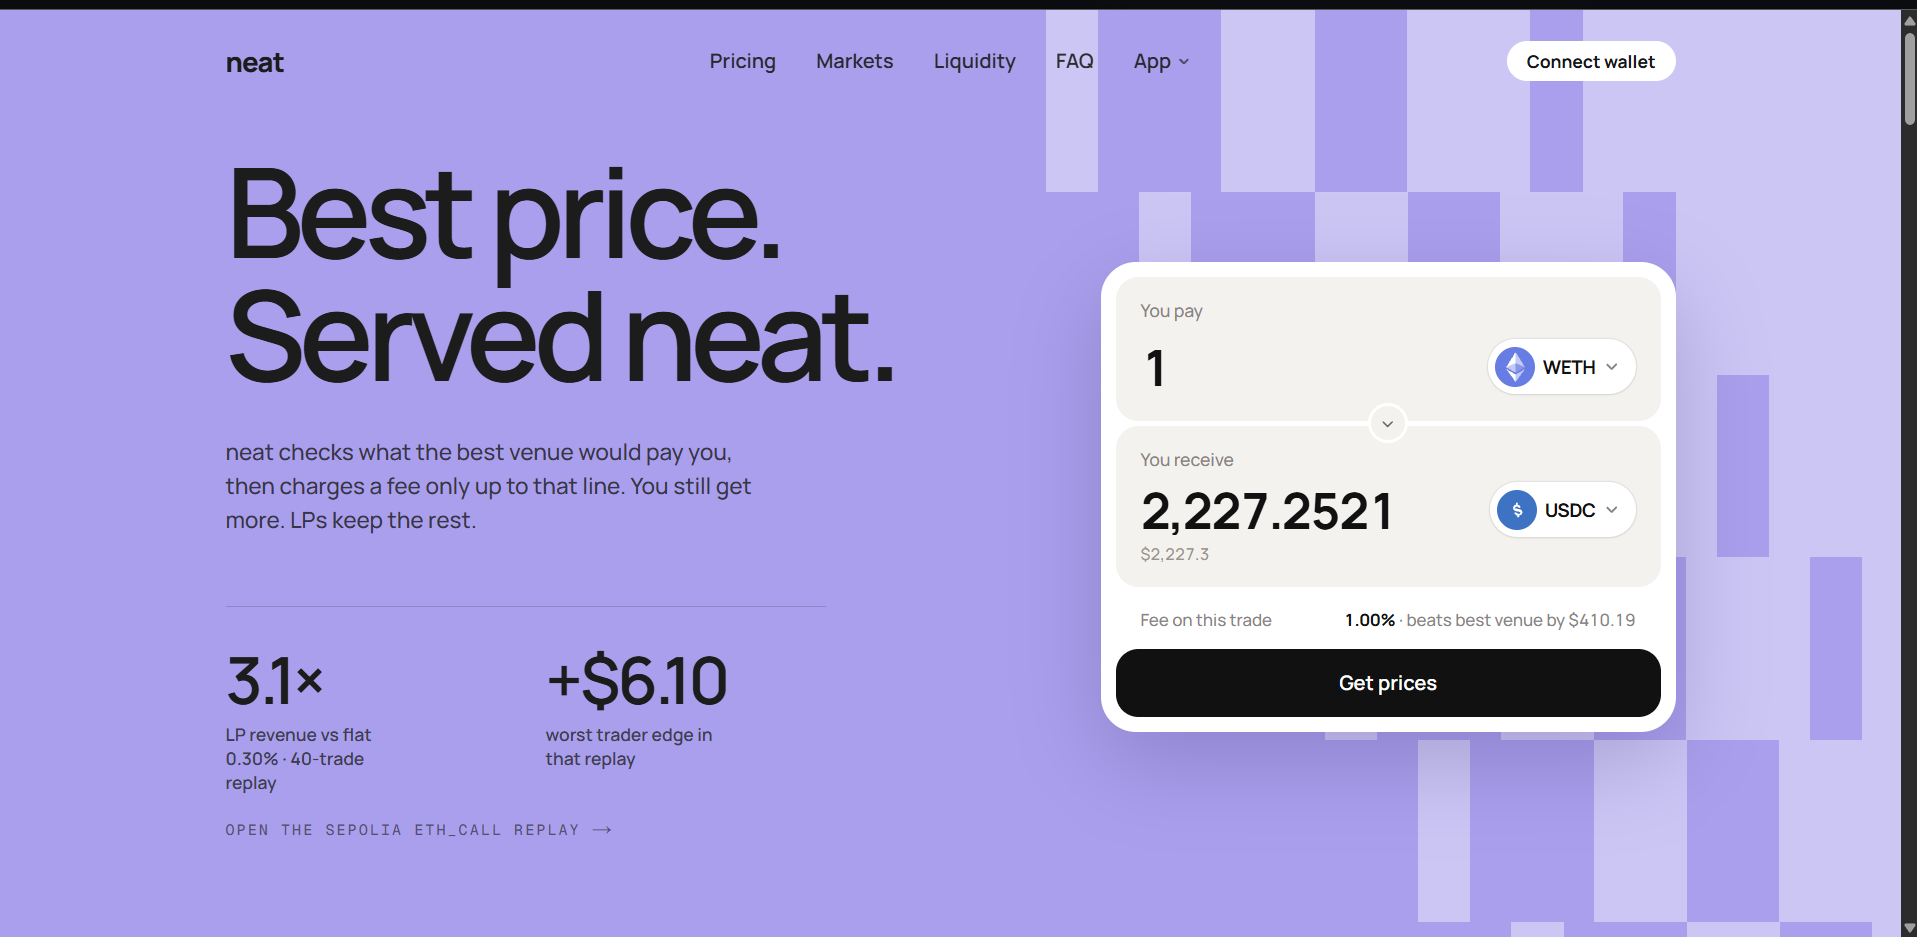 neat
Pricing Markets Liquidity FAQ App
Connect wallet
Best price.
Served neat.
neat checks what the best venue would pay you,
then charges a fee only up to that line. You still get
more. LPs keep the rest.
3.1×
LP revenue vs flat
0.30% · 40-trade
replay
+$6.10
worst trader edge in
that replay
OPEN THE SEPOLIA ETH_CALL REPLAY →
You pay
1
WETH
You receive
2,227.2521
$
USDC
$2,227.3
Fee on this trade
1.00% · beats best venue by $410.19
Get prices